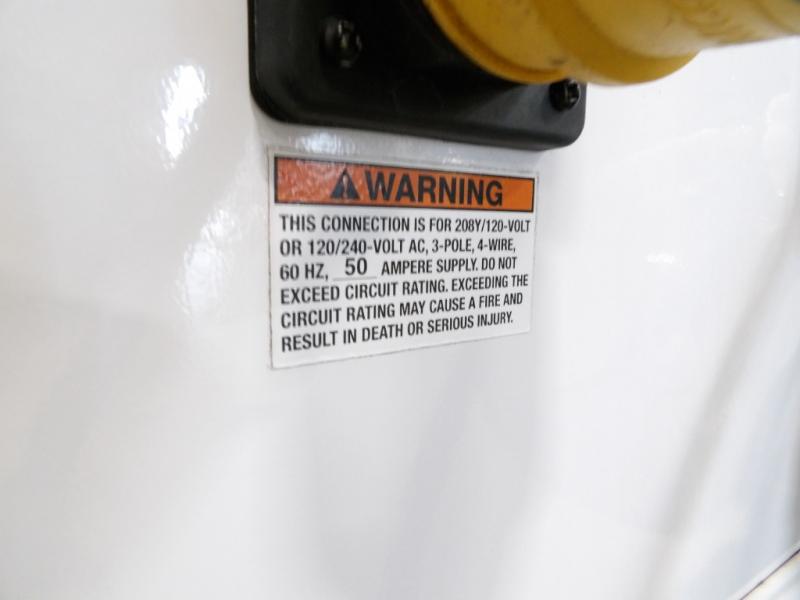 WARNING
THIS CONNECTION IS FOR 208Y/120-VOLT
OR 120/240-VOLT AC, 3-POLE, 4-WIRE,
60 HZ, 50 AMPERE SUPPLY. DO NOT
EXCEED CIRCUIT RATING. EXCEEDING THE
CIRCUIT RATING MAY CAUSE A FIRE AND
RESULT IN DEATH OR SERIOUS INJURY.